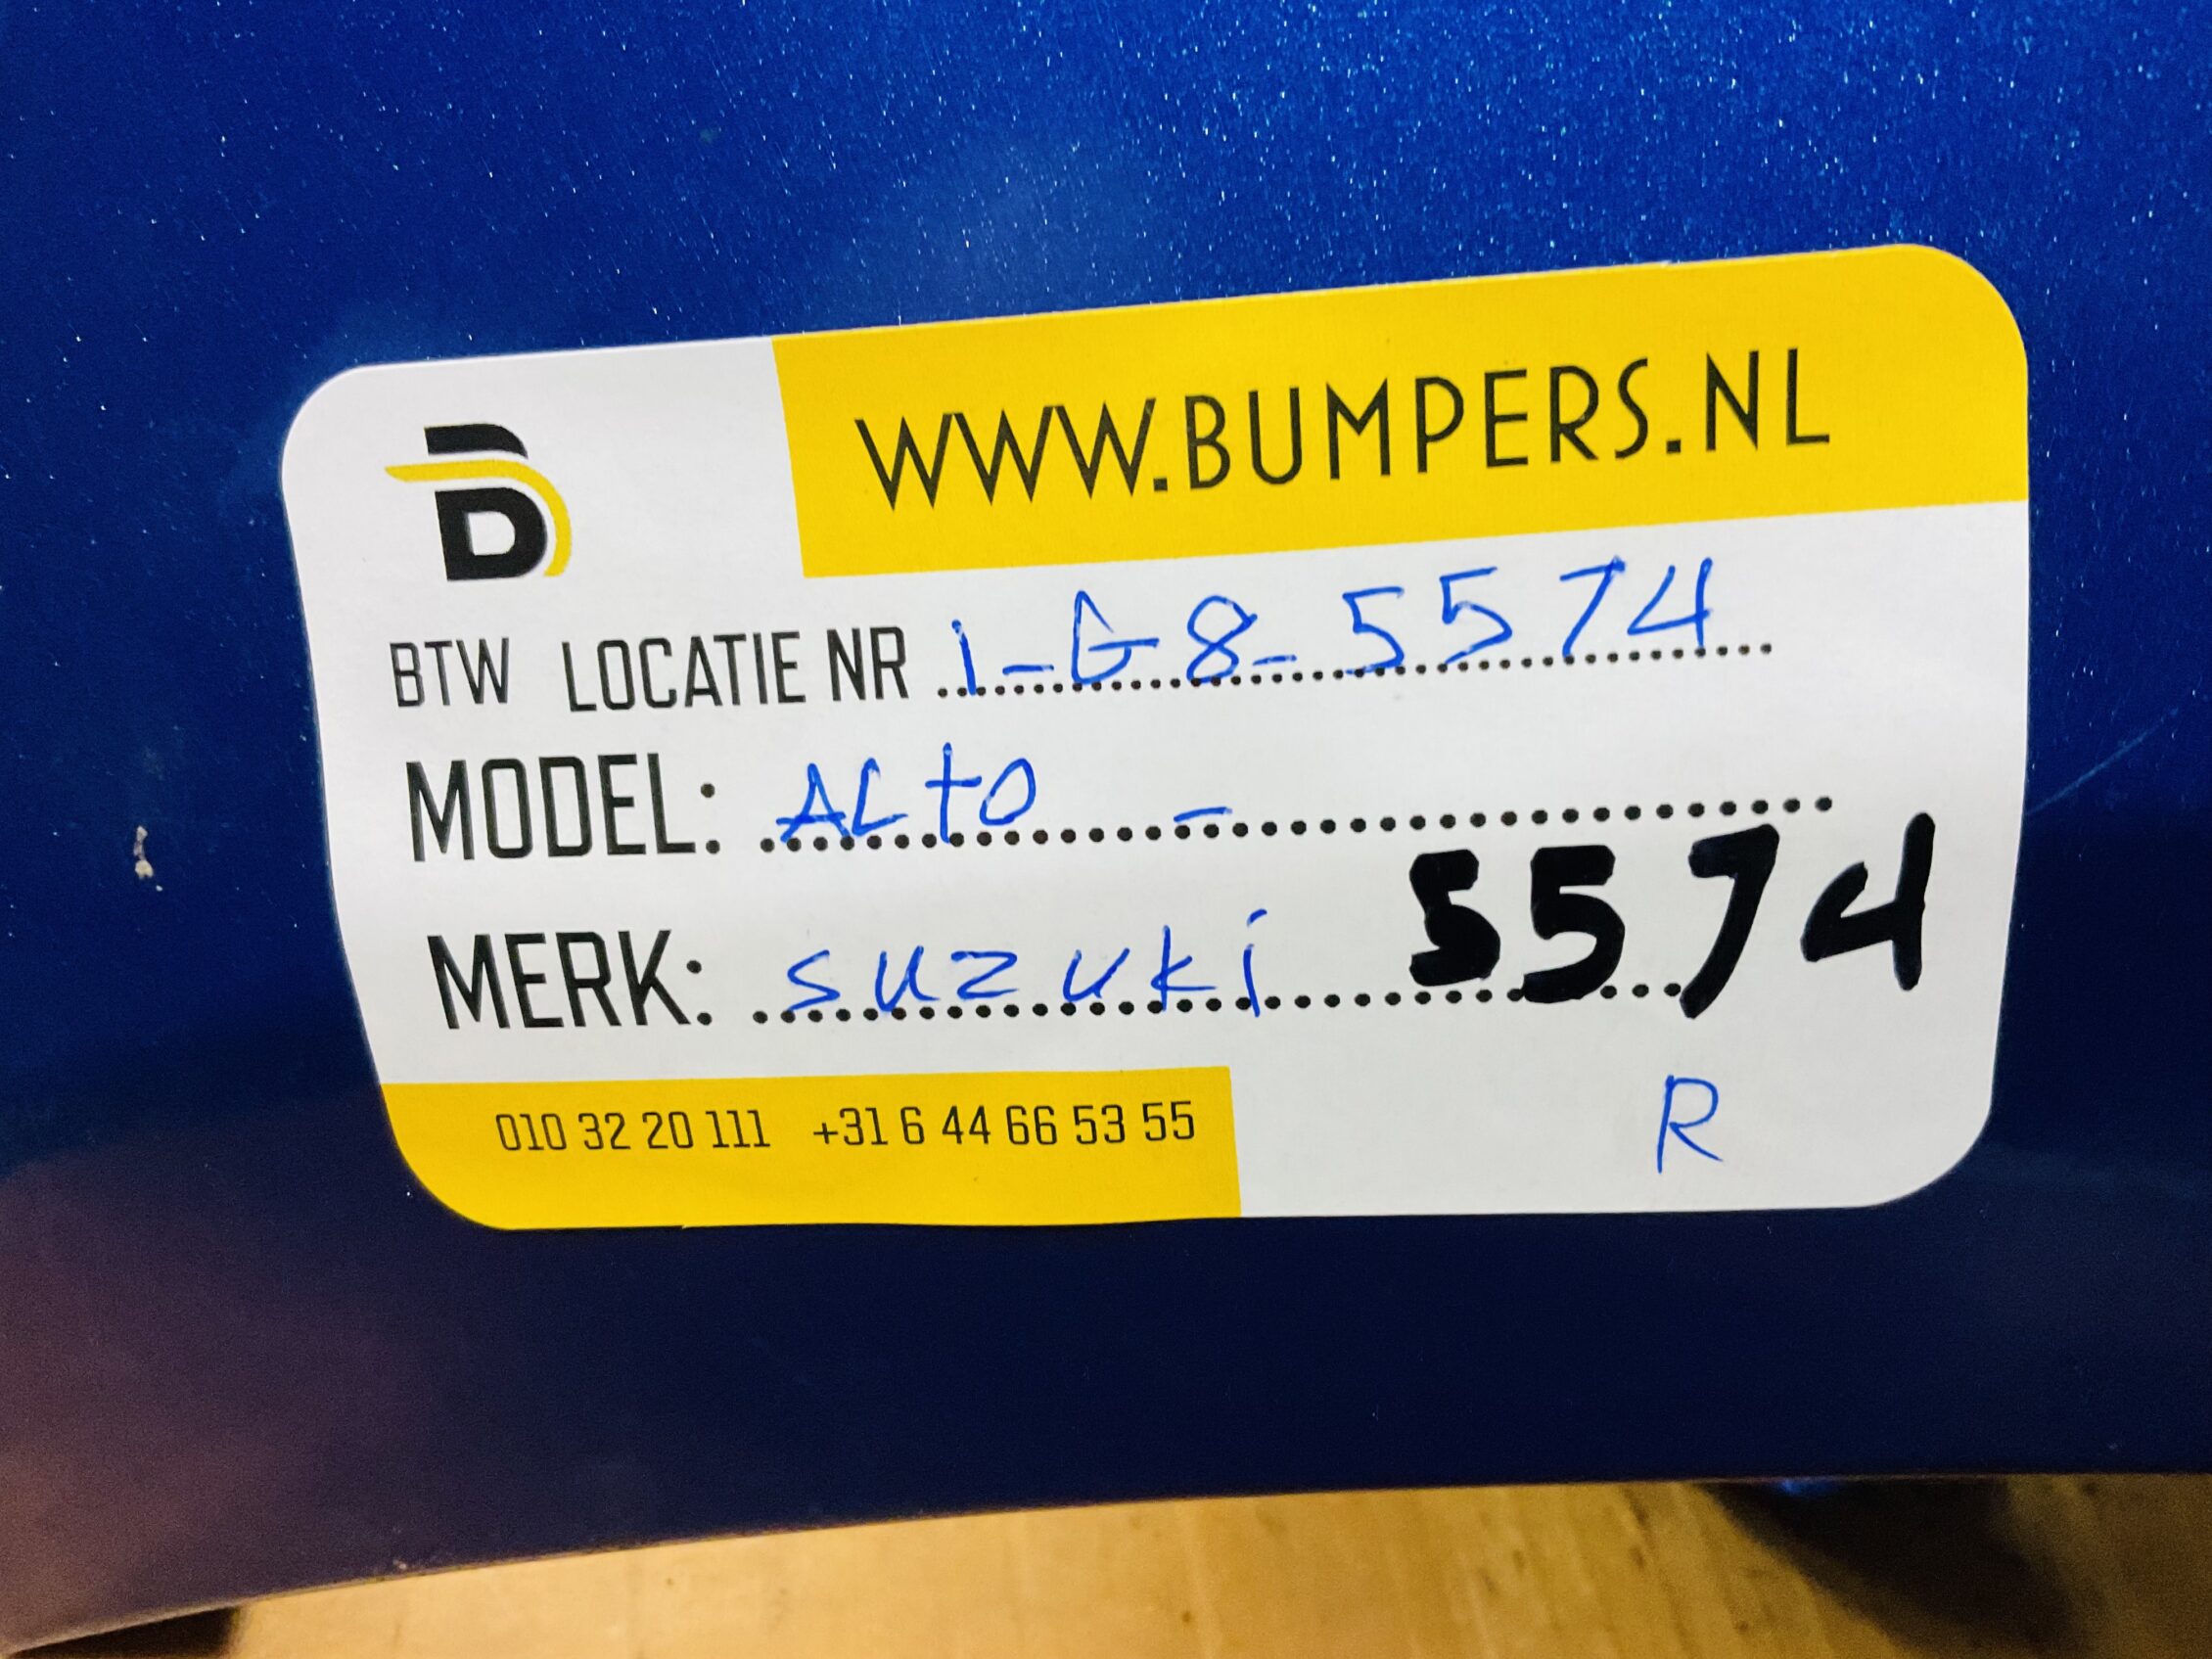 B
WWW.BUMPERS.NL
BTW LOCATIE NR 1-G8-5574
MODEL: ALtO -
MERK: suzuki 5574
010 32 20 111 +31 6 44 66 53 55
R